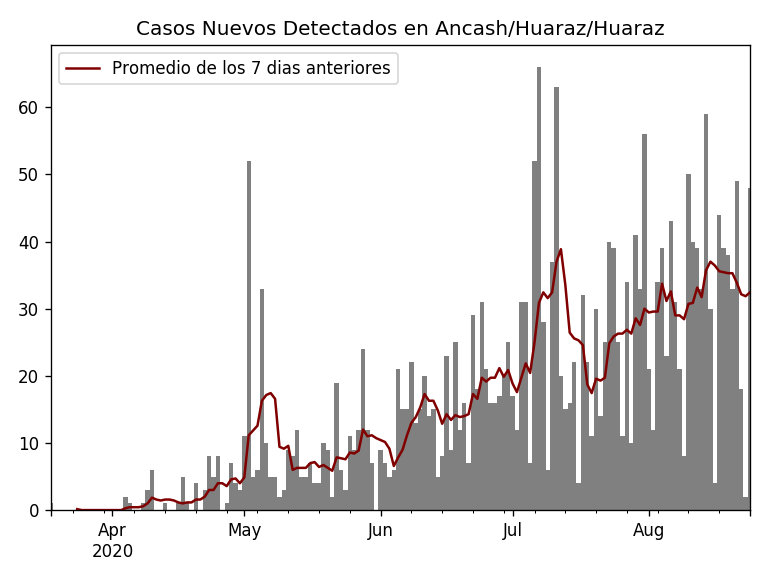 Casos Nuevos Detectados en Ancash/Huaraz/Huaraz
Promedio de los 7 dias anteriores
60
50
40
30
20
10
0
Apr
2020
May
Jun
Jul
Aug